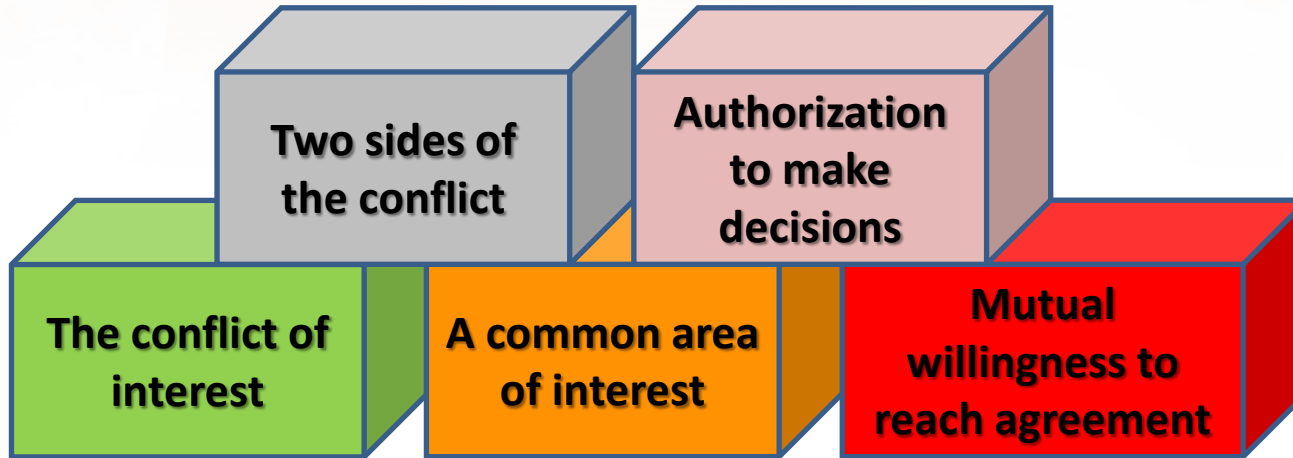 Two sides of
the conflict
Authorization
to make
decisions
The conflict of
interest
A common area
of interest
Mutual
willingness to
reach agreement